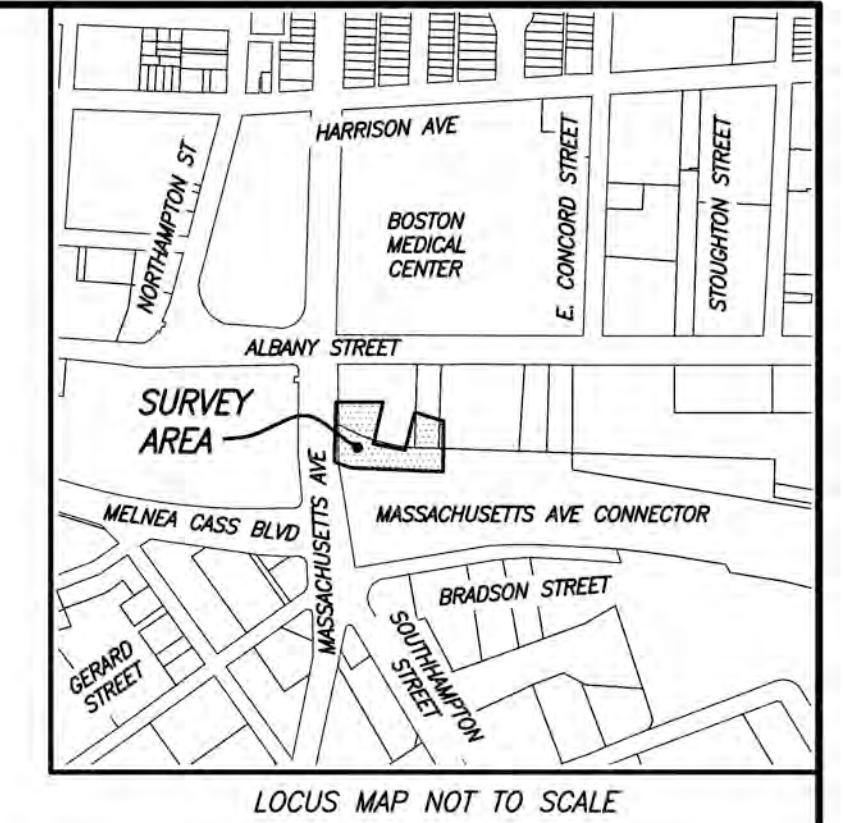 HARRISON AVE
NORTHAMPTON ST
BOSTON
MEDICAL
CENTER
E. CONCORD STREET
STOUGHTON STREET
ALBANY STREET
SURVEY
AREA
MASSACHUSETTS AVE
MELNEA CASS BLVD
MASSACHUSETTS AVE CONNECTOR
BRADSON STREET
GERARD
STREET
SOUTHHAMPTON
STREET
LOCUS MAP NOT TO SCALE